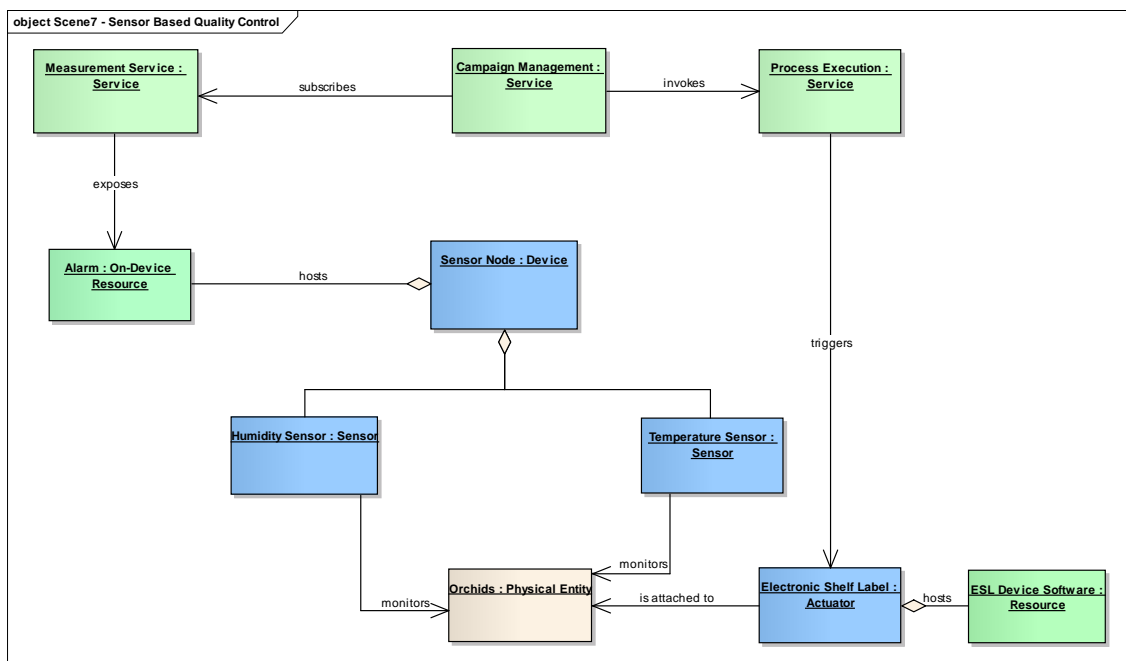 object Scene7 - Sensor Based Quality Control
Measurement Service :
Service
Campaign Management :
Service
Process Execution :
Service
subscribes
invokes
exposes
Alarm : On-Device
Resource
hosts
Sensor Node : Device
triggers
Humidity Sensor : Sensor
Temperature Sensor :
Sensor
monitors
Orchids : Physical Entity
monitors
is attached to
Electronic Shelf Label :
Actuator
hosts
ESL Device Software :
Resource